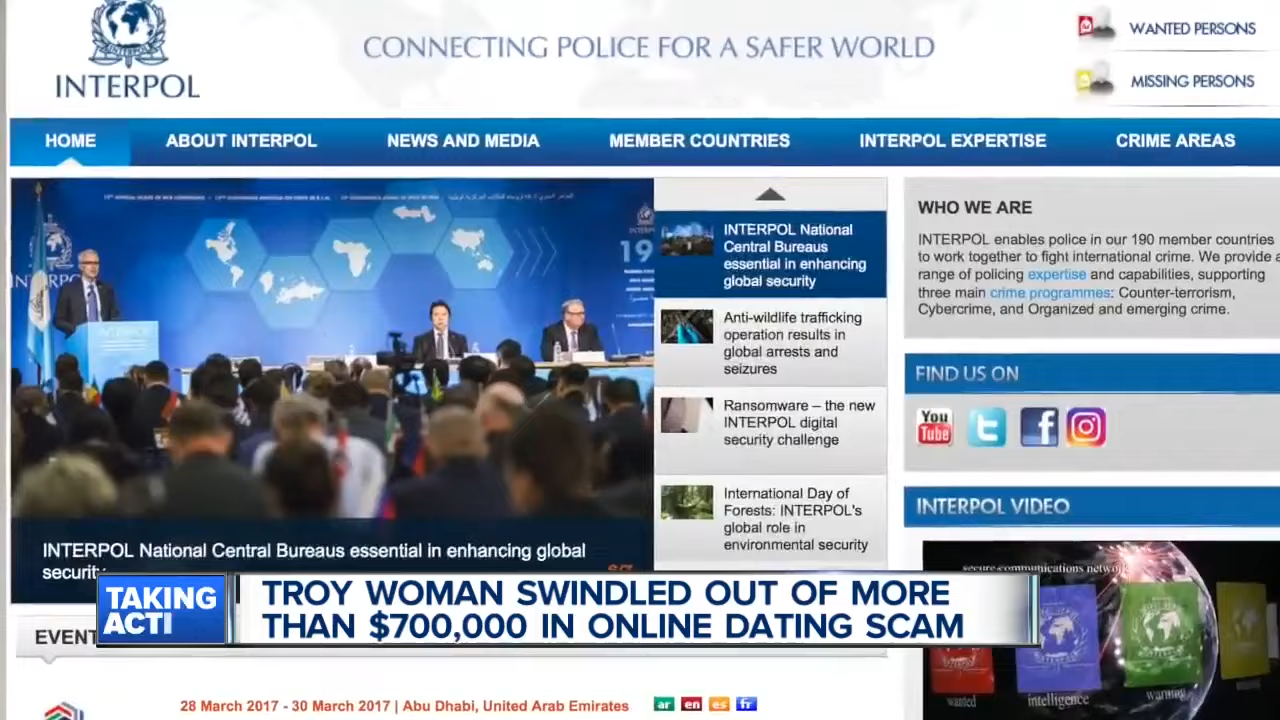 INTERPOL
CONNECTING POLICE FOR A SAFER WORLD
WANTED PERSONS
MISSING PERSONS
HOME
ABOUT INTERPOL
NEWS AND MEDIA
MEMBER COUNTRIES
INTERPOL EXPERTISE
CRIME AREAS
19
INTERPOL National
Central Bureaus
essential in enhancing
global security
Anti-wildlife trafficking
operation results in
global arrests and
seizures
Ransomware – the new
INTERPOL digital
security challenge
International Day of
Forests: INTERPOL's
global role in
environmental security
INTERPOL National Central Bureaus essential in enhancing global
security
WHO WE ARE
INTERPOL enables police in our 190 member countries
to work together to fight international crime. We provide a
range of policing expertise and capabilities, supporting
three main crime programmes: Counter-terrorism,
Cybercrime, and Organized and emerging crime.
FIND US ON
You
Tube
INTERPOL VIDEO
secure communications network
wanted
intelligence
warning
TAKING
ACTI
TROY WOMAN SWINDLED OUT OF MORE
THAN $700,000 IN ONLINE DATING SCAM
EVENT
28 March 2017 - 30 March 2017 | Abu Dhabi, United Arab Emirates
ar en es fr